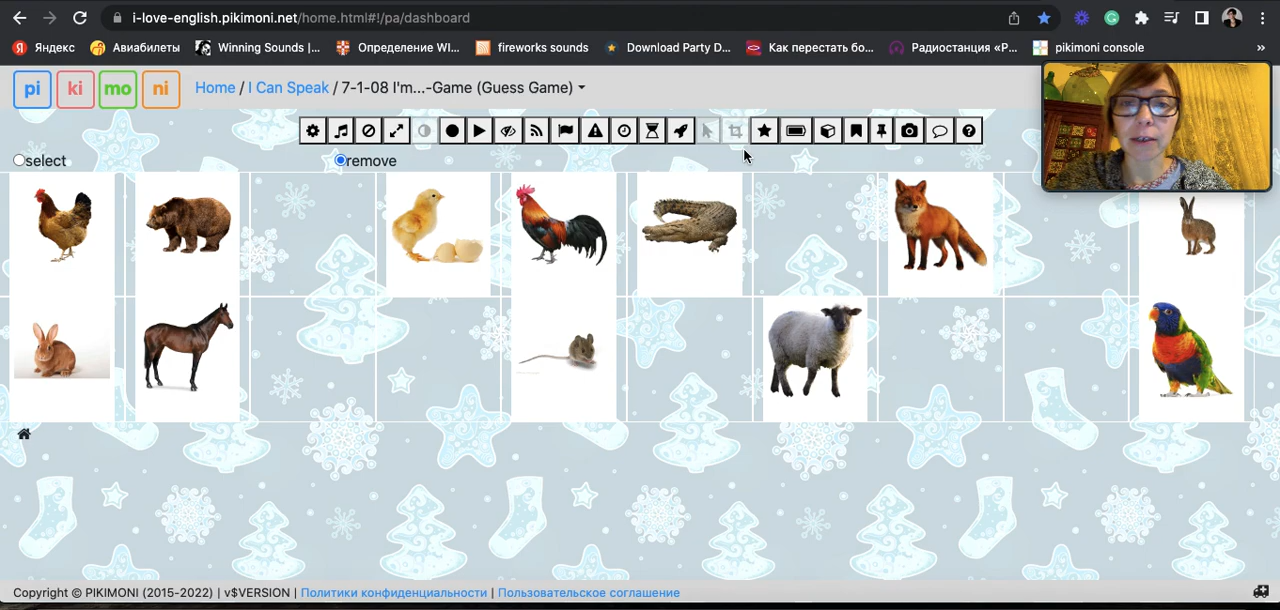 i-love-english.pikimoni.net/home.html#!/pa/dashboard
Яндекс Авиабилеты Winning Sounds |... Определение WI... fireworks sounds Download Party D... Как перестать бо... Радиостанция «Р... pikimoni console »
pi ki mo ni Home / I Can Speak / 7-1-08 I'm...-Game (Guess Game)
select remove
Copyright © PIKIMONI (2015-2022) | v$VERSION | Политики конфиденциальности | Пользовательское соглашение